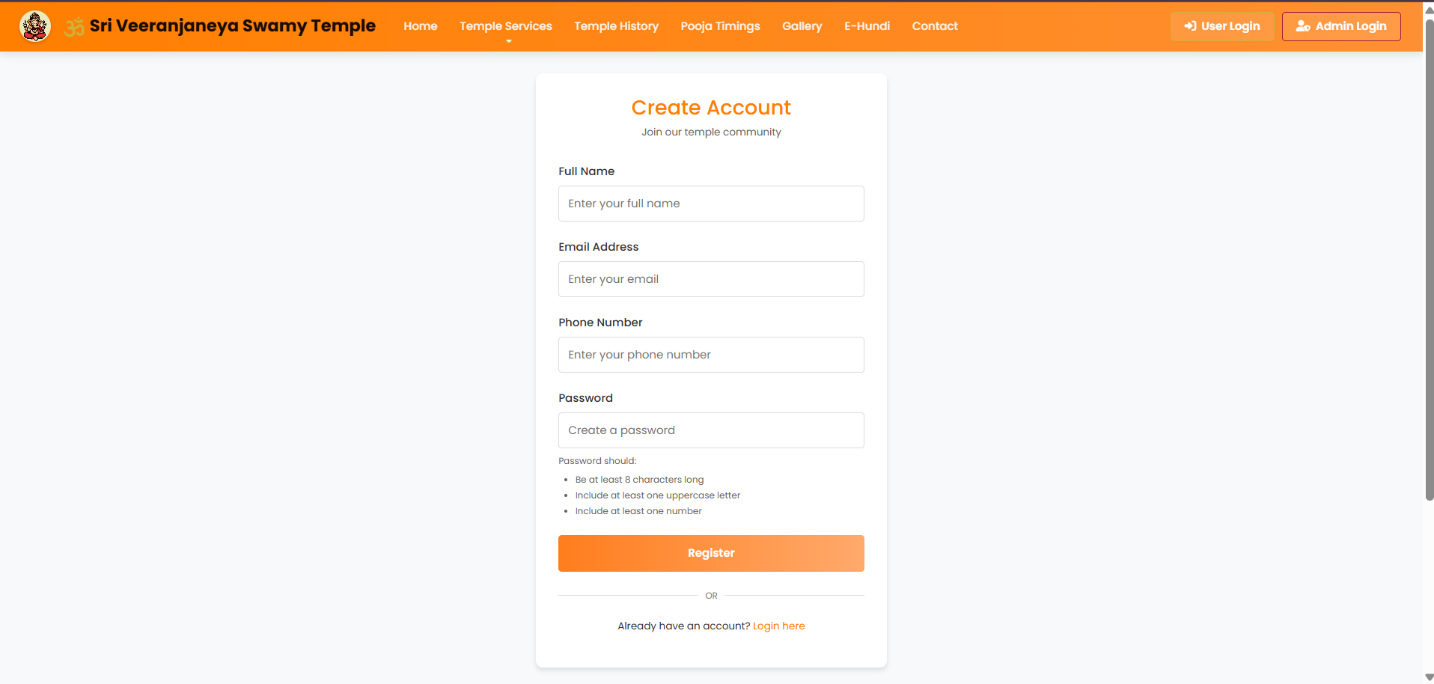 ॐ Sri Veeranjaneya Swamy Temple Home Temple Services Temple History Pooja Timings Gallery E-Hundi Contact User Login Admin Login
Create Account
Join our temple community
Full Name
Enter your full name
Email Address
Enter your email
Phone Number
Enter your phone number
Password
Create a password
Password should:
• Be at least 8 characters long
• Include at least one uppercase letter
• Include at least one number
Register
OR
Already have an account? Login here